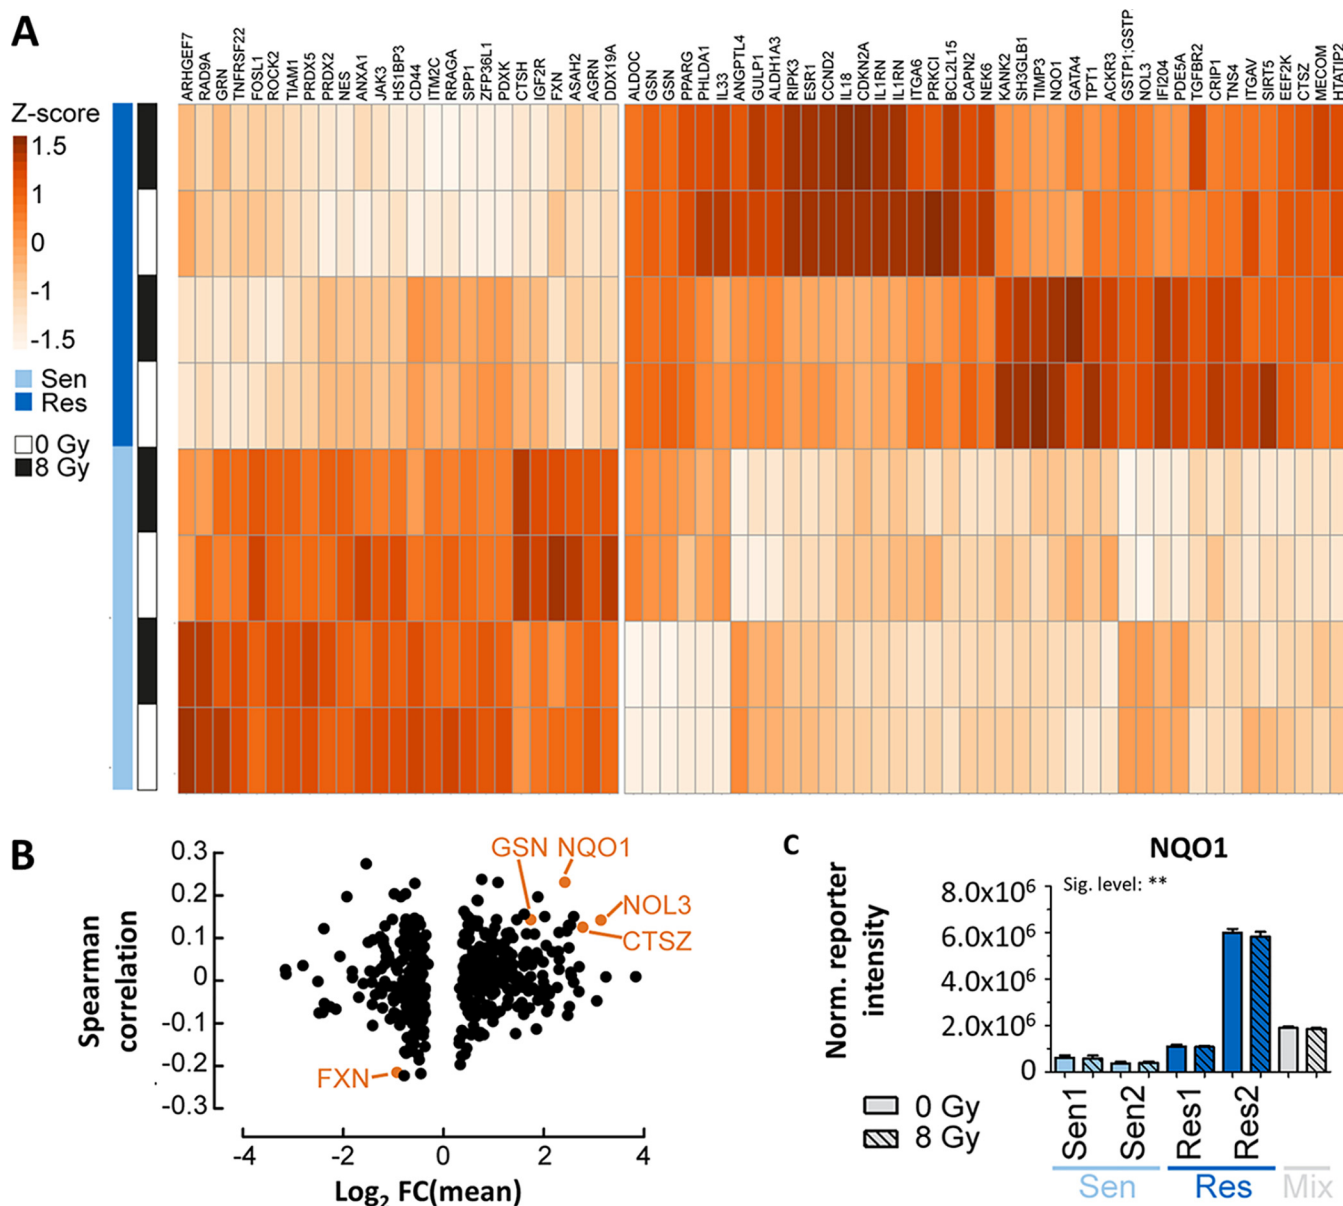 A
ARHGEF7
RAD9A
GRN
TNFRSF22
FOSL1
ROCK2
TIAM1
PRDX5
PRDX2
NES
ANXA1
JAK3
HS1BP3
CD44
ITM2C
RRAGA
SPP1
ZFP36L1
PDXK
CTSH
IGF2R
FXN
ASAH2
AGRN
DDX19A
ALDOC
GSN
GSN
PPARG
PHLDA1
IL33
ANGPTL4
GULP1
ALDH1A3
RIPK3
ESR1
CCND2
IL18
CDKN2A
IL1RN
IL1RN
ITGA6
PRKCI
BCL2L15
CAPN2
NEK6
KANK2
SH3GLB1
TIMP3
NQO1
GATA4
TPT1
ACKR3
GSTP1;GSTP
NOL3
IFI204
PDE5A
TGFBR2
CRIP1
TNS4
ITGAV
SIRT5
EEF2K
CTSZ
MECOM
HTATIP2
Z-score
1.5
1
0
-1
-1.5
Sen
Res
0 Gy
8 Gy
B
0.3
0.2
0.1
0
-0.1
-0.2
-0.3
Spearman
correlation
GSN NQO1
NOL3
CTSZ
FXN
-4 -2 0 2 4
Log₂ FC(mean)
C
NQO1
Sig. level: **
Norm. reporter
intensity
8.0x10⁶
6.0x10⁶
4.0x10⁶
2.0x10⁶
0
0 Gy
8 Gy
Sen1
Sen2
Res1
Res2
Sen Res Mix